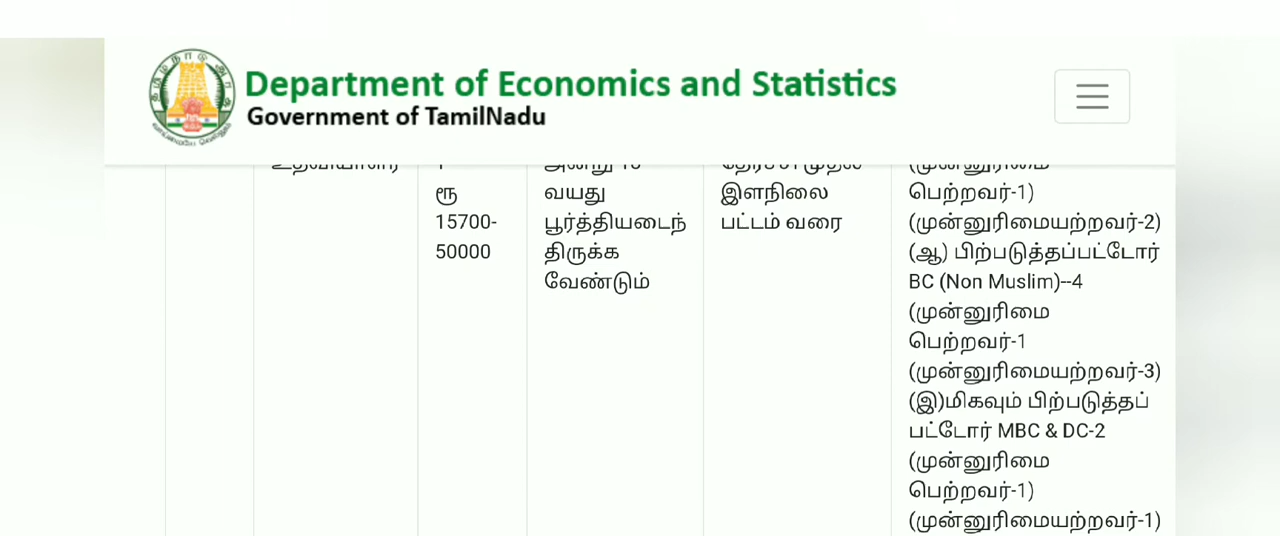 Department of Economics and Statistics
Government of TamilNadu
ரூ
15700-
50000
வயது
பூர்த்தியடைந்
திருக்க
வேண்டும்
இளநிலை
பட்டம் வரை
பெற்றவர்-1)
(முன்னுரிமையற்றவர்-2)
(ஆ) பிற்படுத்தப்பட்டோர்
BC (Non Muslim)--4
(முன்னுரிமை
பெற்றவர்-1
(முன்னுரிமையற்றவர்-3)
(இ)மிகவும் பிற்படுத்தப்
பட்டோர் MBC & DC-2
(முன்னுரிமை
பெற்றவர்-1)
(முன்னுரிமையற்றவர்-1)